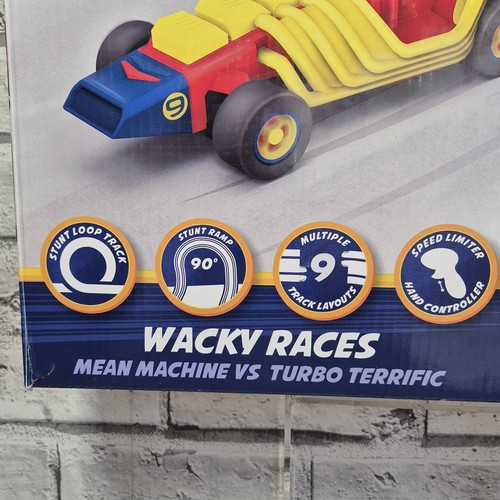 9
STUNT LOOP TRACK
STUNT RAMP
90°
MULTIPLE
9
TRACK LAYOUTS
SPEED LIMITER
HAND CONTROLLER
WACKY RACES
MEAN MACHINE VS TURBO TERRIFIC